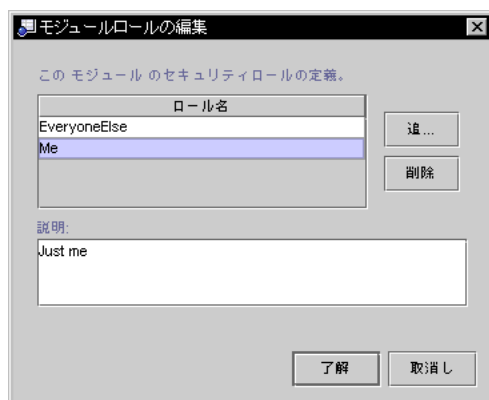 モジュールロールの編集
この モジュール のセキュリティロールの定義。
ロール名
EveryoneElse
Me
追...
削除
説明:
Just me
了解
取消し